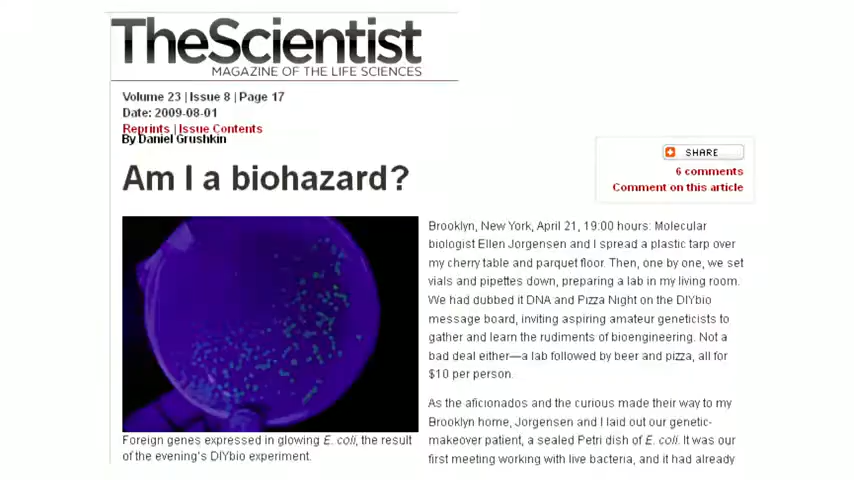 TheScientist
MAGAZINE OF THE LIFE SCIENCES
Volume 23 | Issue 8 | Page 17
Date: 2009-08-01
Reprints | Issue Contents
By Daniel Grushkin
SHARE
6 comments
Comment on this article
Am I a biohazard?
Brooklyn, New York, April 21, 19:00 hours: Molecular
biologist Ellen Jorgensen and I spread a plastic tarp over
my cherry table and parquet floor. Then, one by one, we set
vials and pipettes down, preparing a lab in my living room.
We had dubbed it DNA and Pizza Night on the DIYbio
message board, inviting aspiring amateur geneticists to
gather and learn the rudiments of bioengineering. Not a
bad deal either—a lab followed by beer and pizza, all for
$10 per person.
As the aficionados and the curious made their way to my
Brooklyn home, Jorgensen and I laid out our genetic-
makeover patient, a sealed Petri dish of E. coli. It was our
first meeting working with live bacteria, and it had already
Foreign genes expressed in glowing E. coli, the result
of the evening's DIYbio experiment.